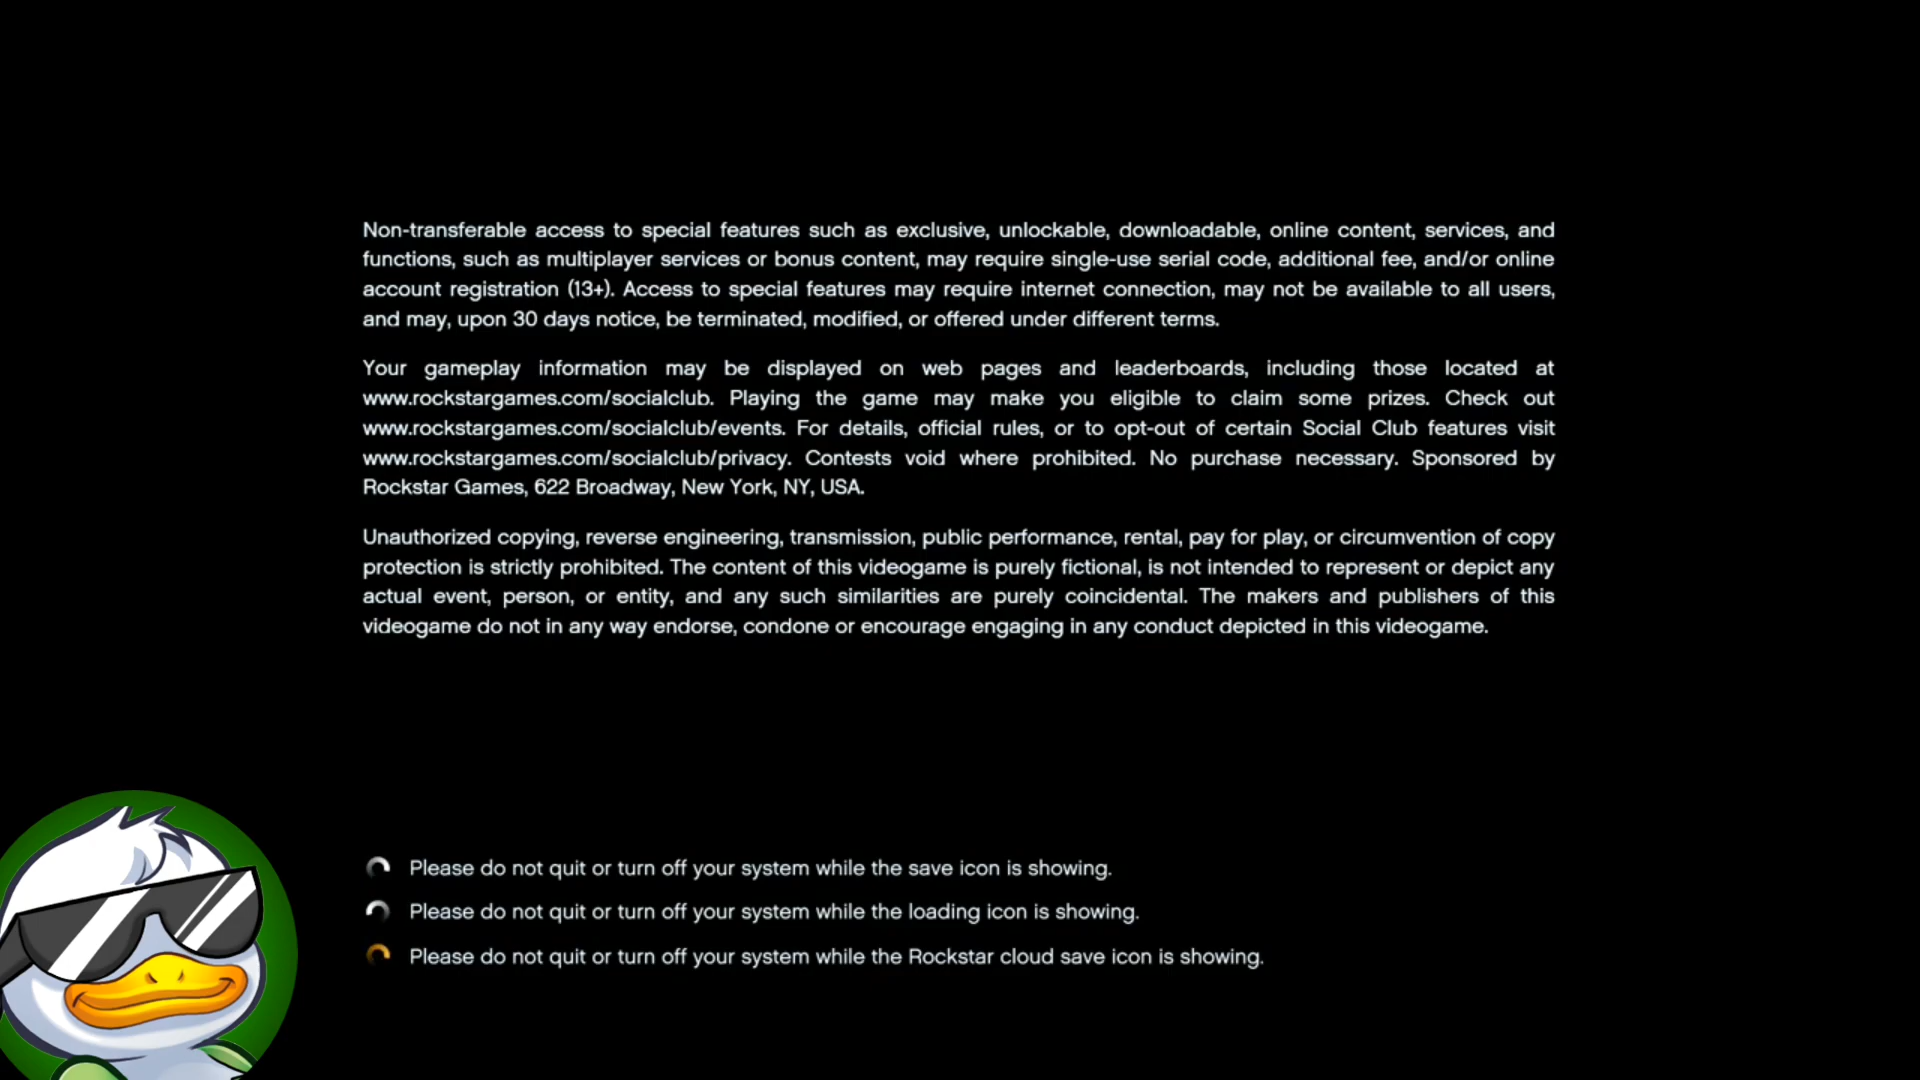 Non-transferable access to special features such as exclusive, unlockable, downloadable, online content, services, and
functions, such as multiplayer services or bonus content, may require single-use serial code, additional fee, and/or online
account registration (13+). Access to special features may require internet connection, may not be available to all users,
and may, upon 30 days notice, be terminated, modified, or offered under different terms.
Your gameplay information may be displayed on web pages and leaderboards, including those located at
www.rockstargames.com/socialclub. Playing the game may make you eligible to claim some prizes. Check out
www.rockstargames.com/socialclub/events. For details, official rules, or to opt-out of certain Social Club features visit
www.rockstargames.com/socialclub/privacy. Contests void where prohibited. No purchase necessary. Sponsored by
Rockstar Games, 622 Broadway, New York, NY, USA.
Unauthorized copying, reverse engineering, transmission, public performance, rental, pay for play, or circumvention of copy
protection is strictly prohibited. The content of this videogame is purely fictional, is not intended to represent or depict any
actual event, person, or entity, and any such similarities are purely coincidental. The makers and publishers of this
videogame do not in any way endorse, condone or encourage engaging in any conduct depicted in this videogame.
Please do not quit or turn off your system while the save icon is showing.
Please do not quit or turn off your system while the loading icon is showing.
Please do not quit or turn off your system while the Rockstar cloud save icon is showing.